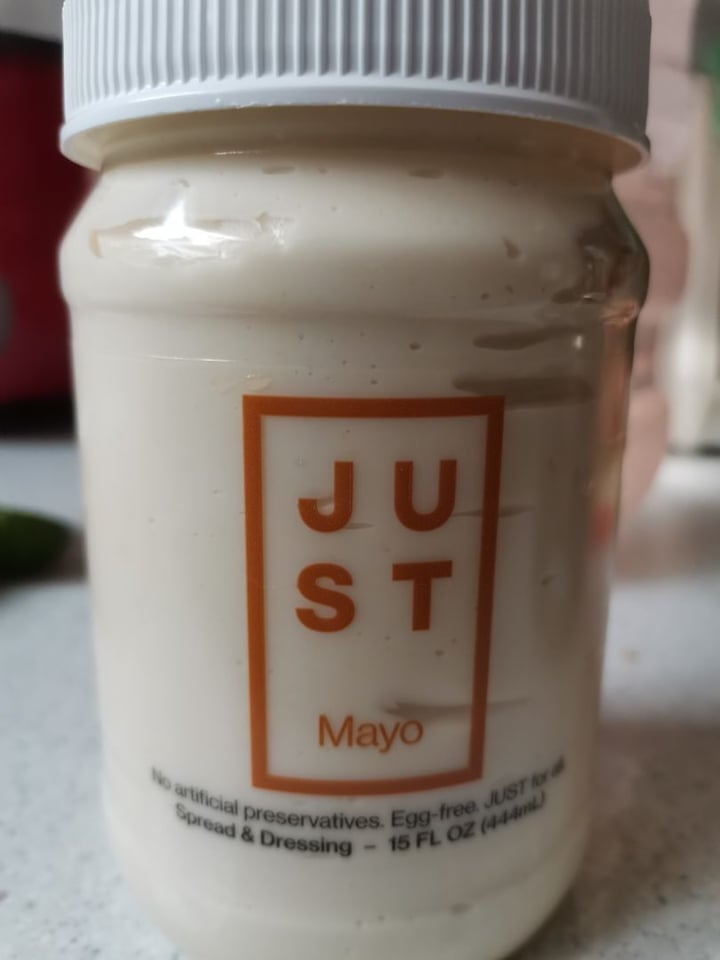 JU
ST
Mayo
No artificial preservatives. Egg-free. JUST for all.
Spread & Dressing – 15 FL OZ (444mL)